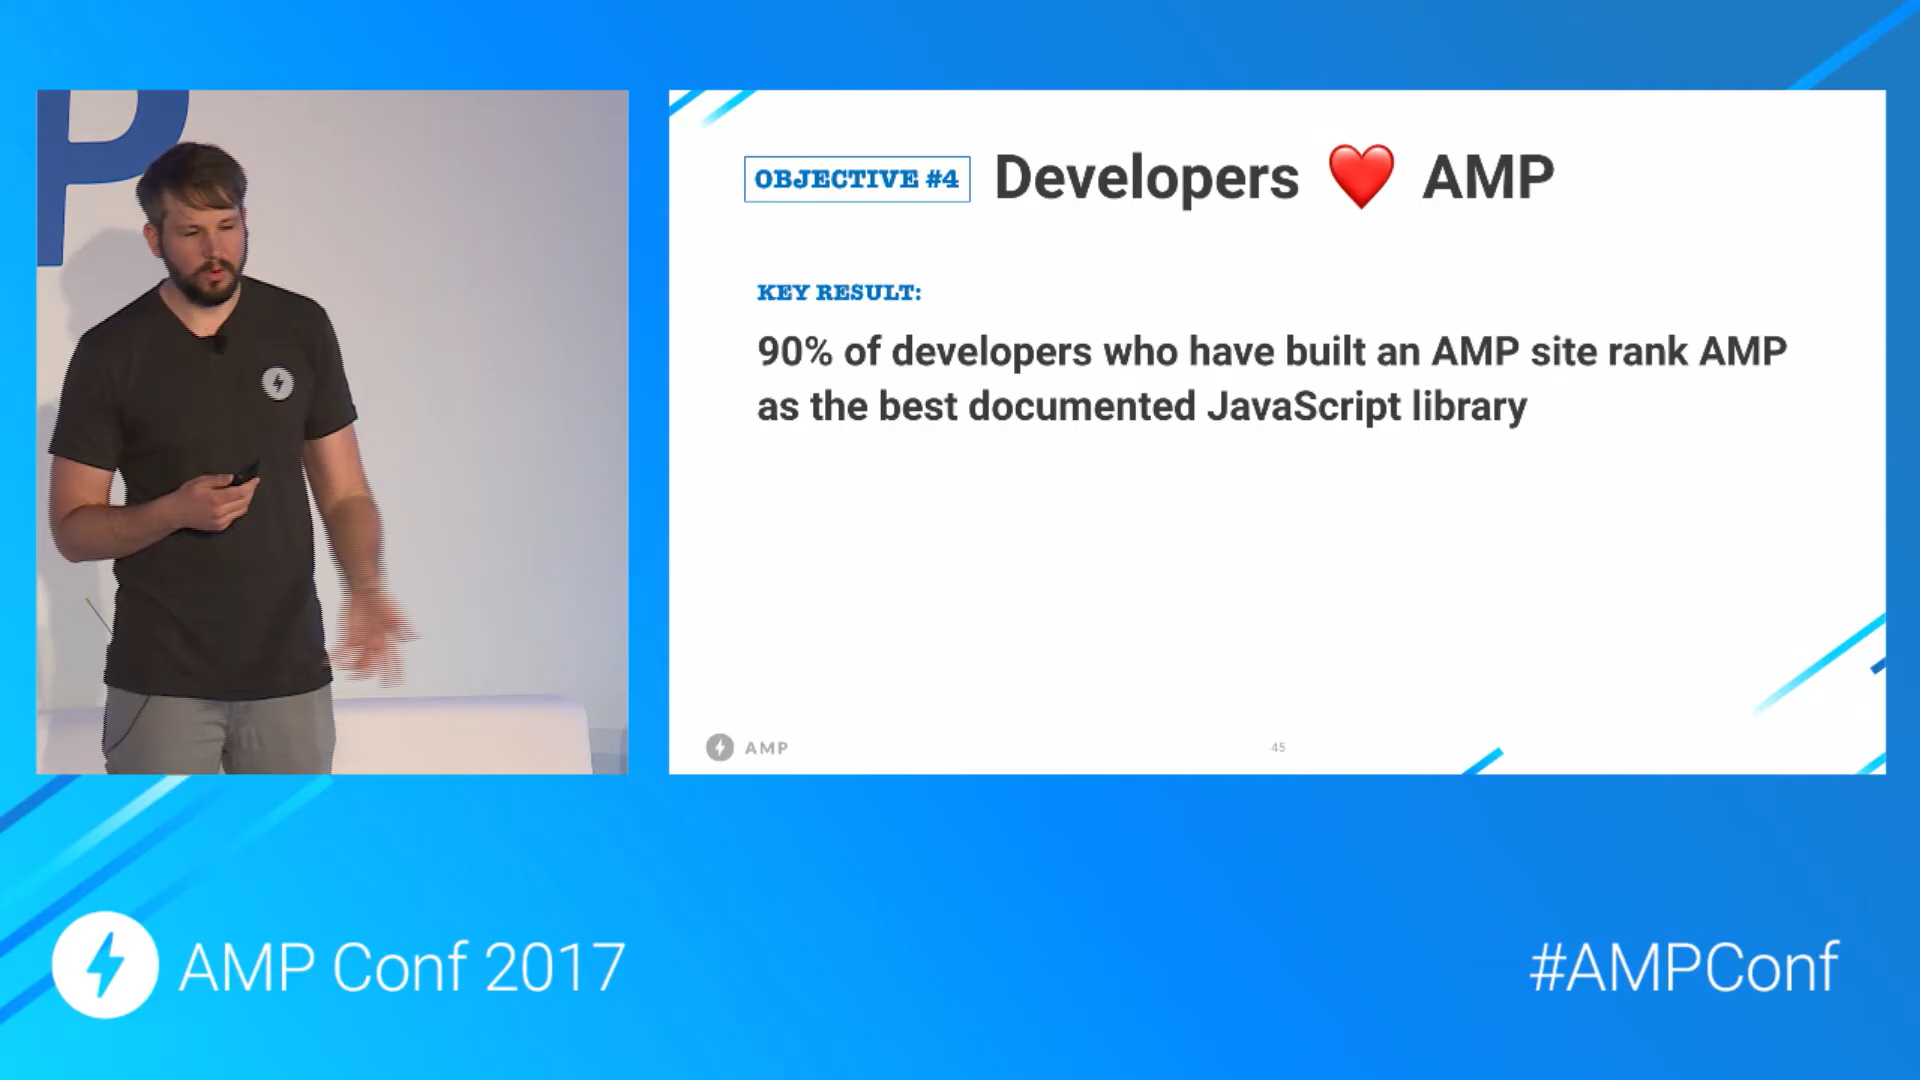 P
OBJECTIVE #4 Developers ❤️ AMP
KEY RESULT:
90% of developers who have built an AMP site rank AMP
as the best documented JavaScript library
AMP
45
AMP Conf 2017
#AMPConf